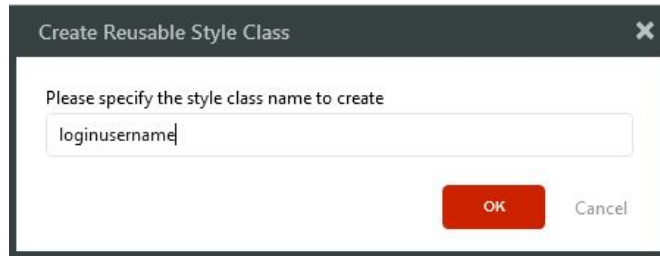 Create Reusable Style Class
Please specify the style class name to create
loginusername
OK Cancel